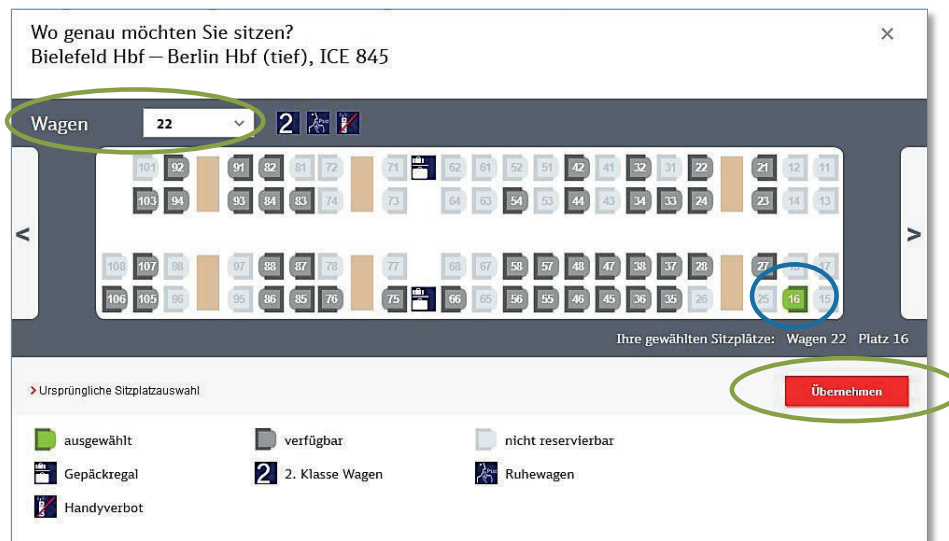 Wo genau möchten Sie sitzen?
Bielefeld Hbf — Berlin Hbf (tief), ICE 845
×
Wagen 22 2
101 92 91 82 81 72 71 62 61 52 51 42 41 32 31 22 21 12 11
103 94 93 84 83 74 73 64 63 54 53 44 43 34 33 24 23 14 13
< >
108 107 98 97 88 87 78 77 68 67 58 57 48 47 38 37 28 27 17
106 105 96 95 86 85 76 75 66 65 56 55 46 45 36 35 26 25 16 15
Ihre gewählten Sitzplätze: Wagen 22 Platz 16
> Ursprüngliche Sitzplatzauswahl
Übernehmen
ausgewählt verfügbar nicht reservierbar
Gepäckregal 2 2. Klasse Wagen Ruhewagen
Handyverbot